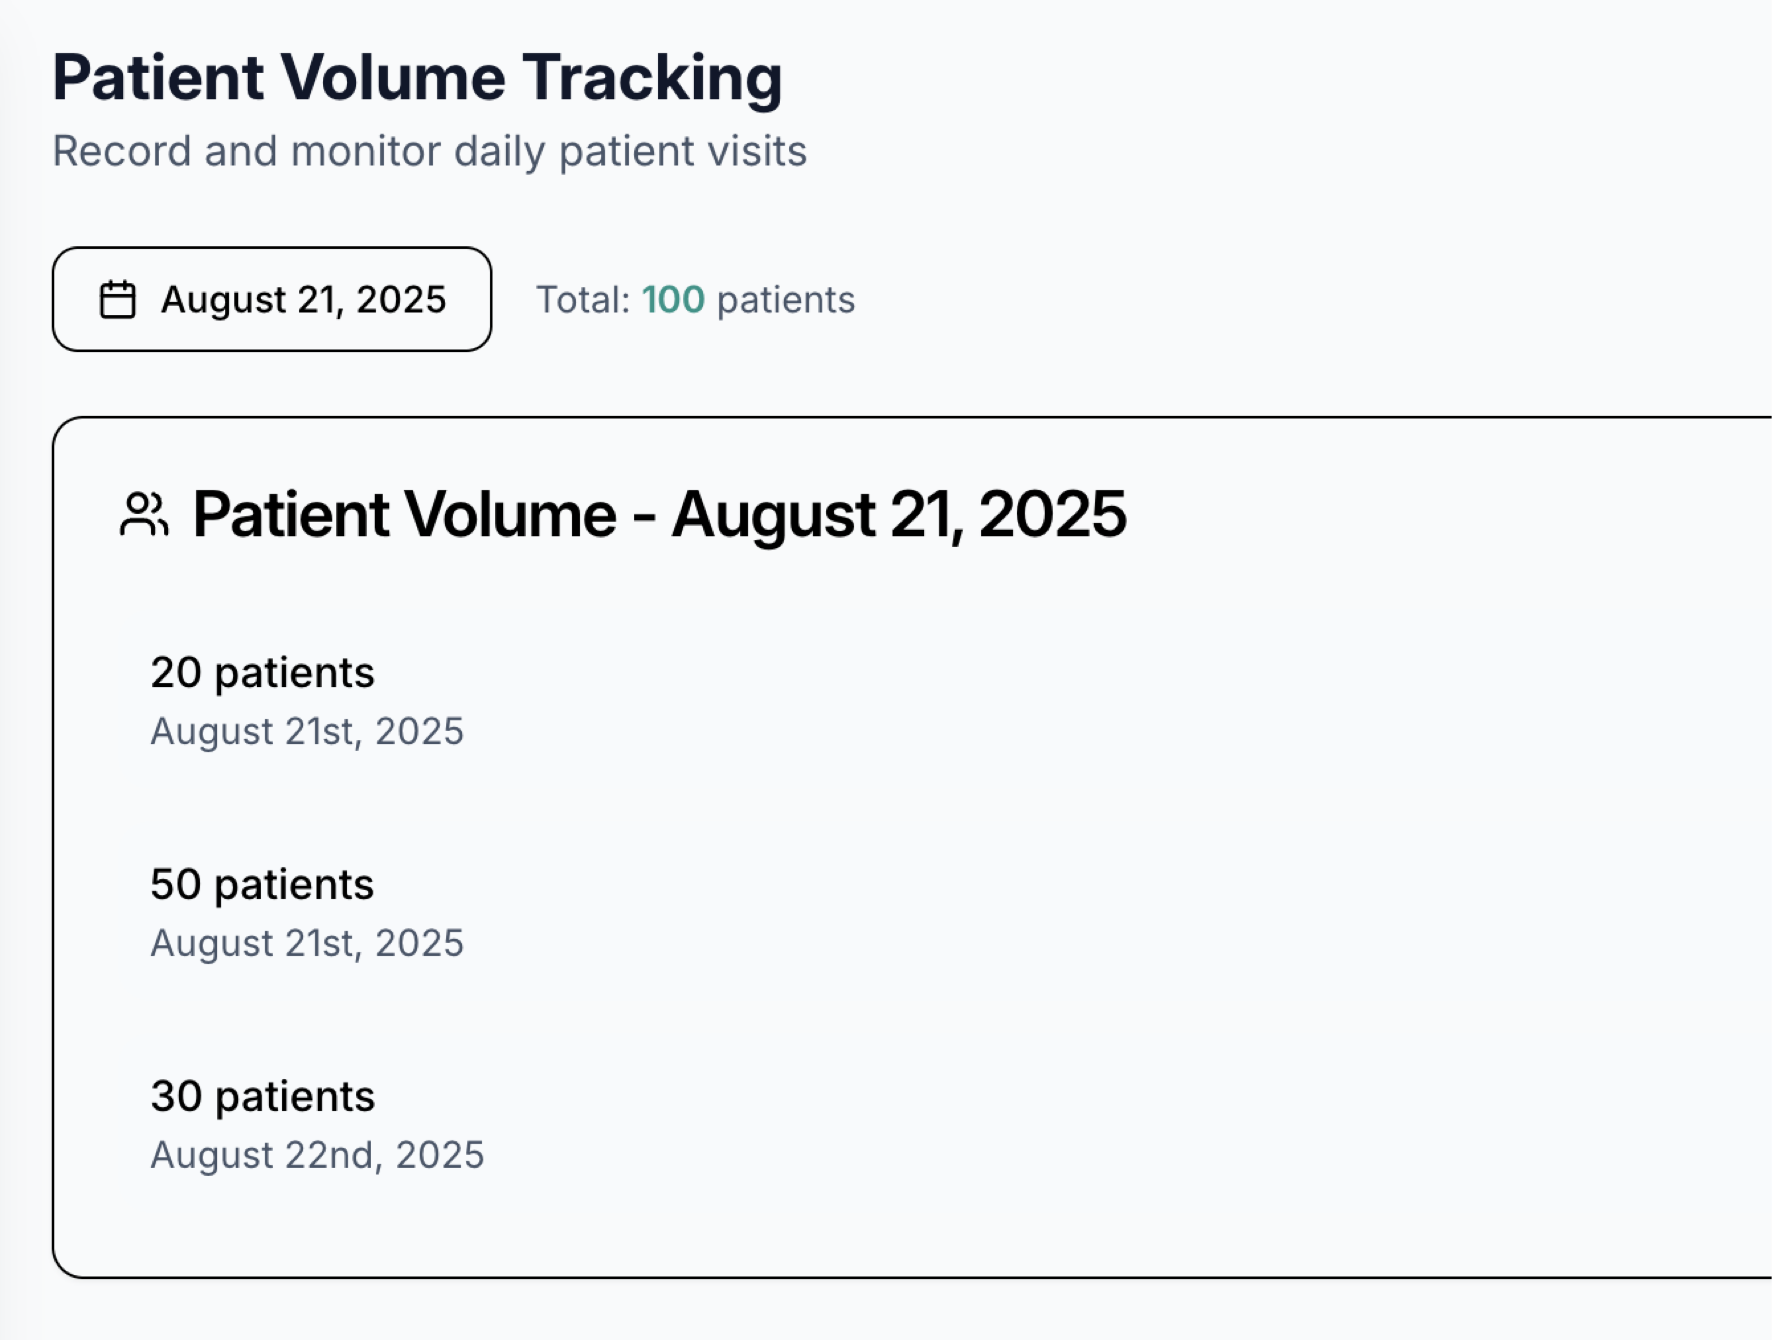 Patient Volume Tracking
Record and monitor daily patient visits
August 21, 2025
Total: 100 patients
Patient Volume - August 21, 2025
20 patients
August 21st, 2025
50 patients
August 21st, 2025
30 patients
August 22nd, 2025